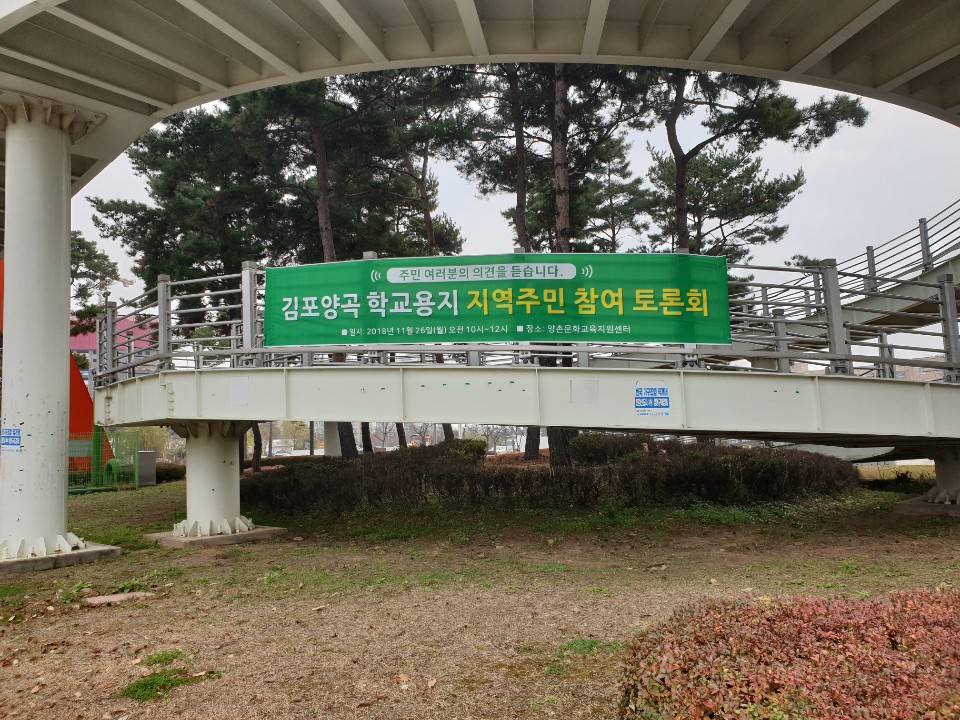 주민 여러분의 의견을 듣습니다.
김포양곡 학교용지 지역주민 참여 토론회
■ 일시: 2018년 11월 26일(월) 오전 10시~12시 ■ 장소: 양촌문화교육지원센터